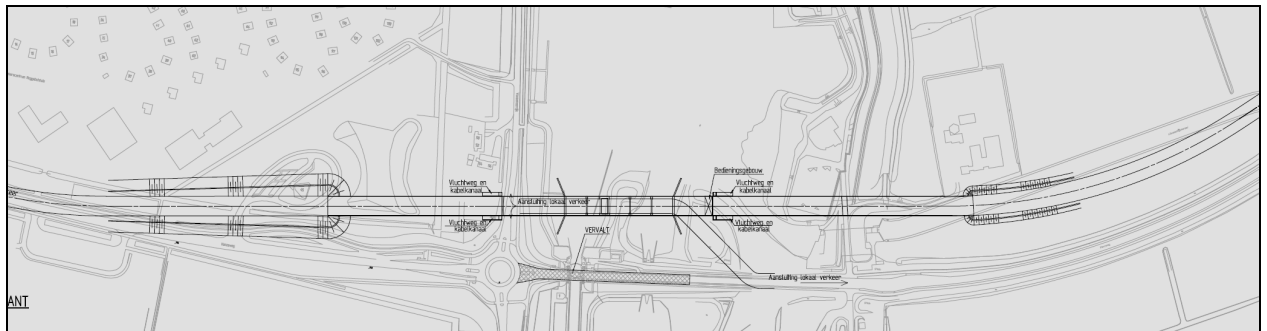 Vluchtweg en
kabelkanaal
Aansluiting lokaal verkeer
Vluchtweg en
kabelkanaal
Bedieningsgebouw
Vluchtweg en
kabelkanaal
Vluchtweg en
kabelkanaal
VERVALT
Aansluiting lokaal verkeer
ANT